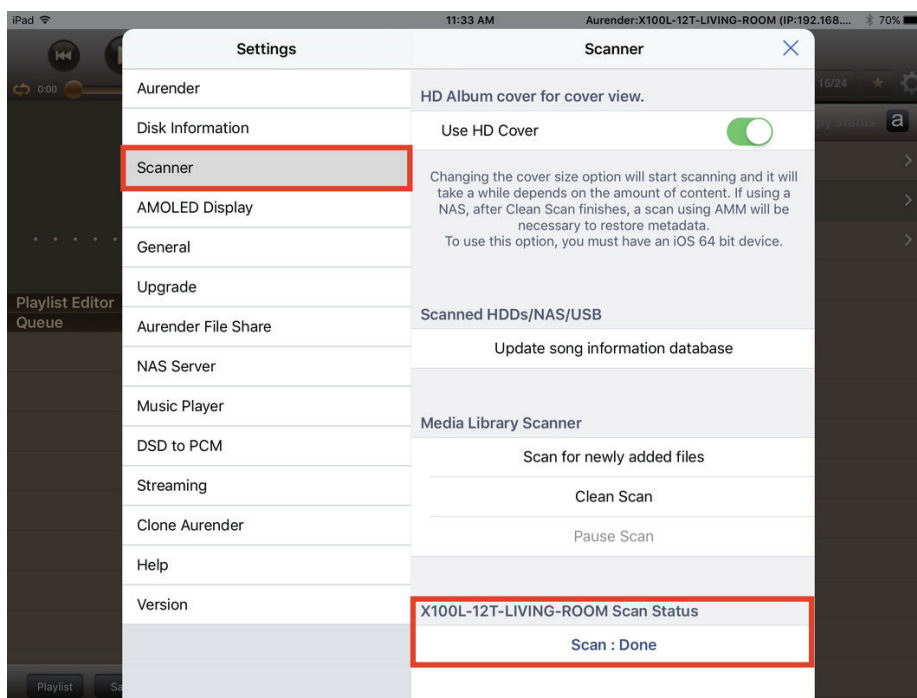 iPad
11:33 AM
Aurender:X100L-12T-LIVING-ROOM (IP:192.168....
70%
0:00
16/24
Playlist Editor
Queue
Playlist
Settings
Aurender
Disk Information
Scanner
AMOLED Display
General
Upgrade
Aurender File Share
NAS Server
Music Player
DSD to PCM
Streaming
Clone Aurender
Help
Version
Scanner
HD Album cover for cover view.
Use HD Cover
Changing the cover size option will start scanning and it will
take a while depends on the amount of content. If using a
NAS, after Clean Scan finishes, a scan using AMM will be
necessary to restore metadata.
To use this option, you must have an iOS 64 bit device.
Scanned HDDs/NAS/USB
Update song information database
Media Library Scanner
Scan for newly added files
Clean Scan
Pause Scan
X100L-12T-LIVING-ROOM Scan Status
Scan : Done
status
a